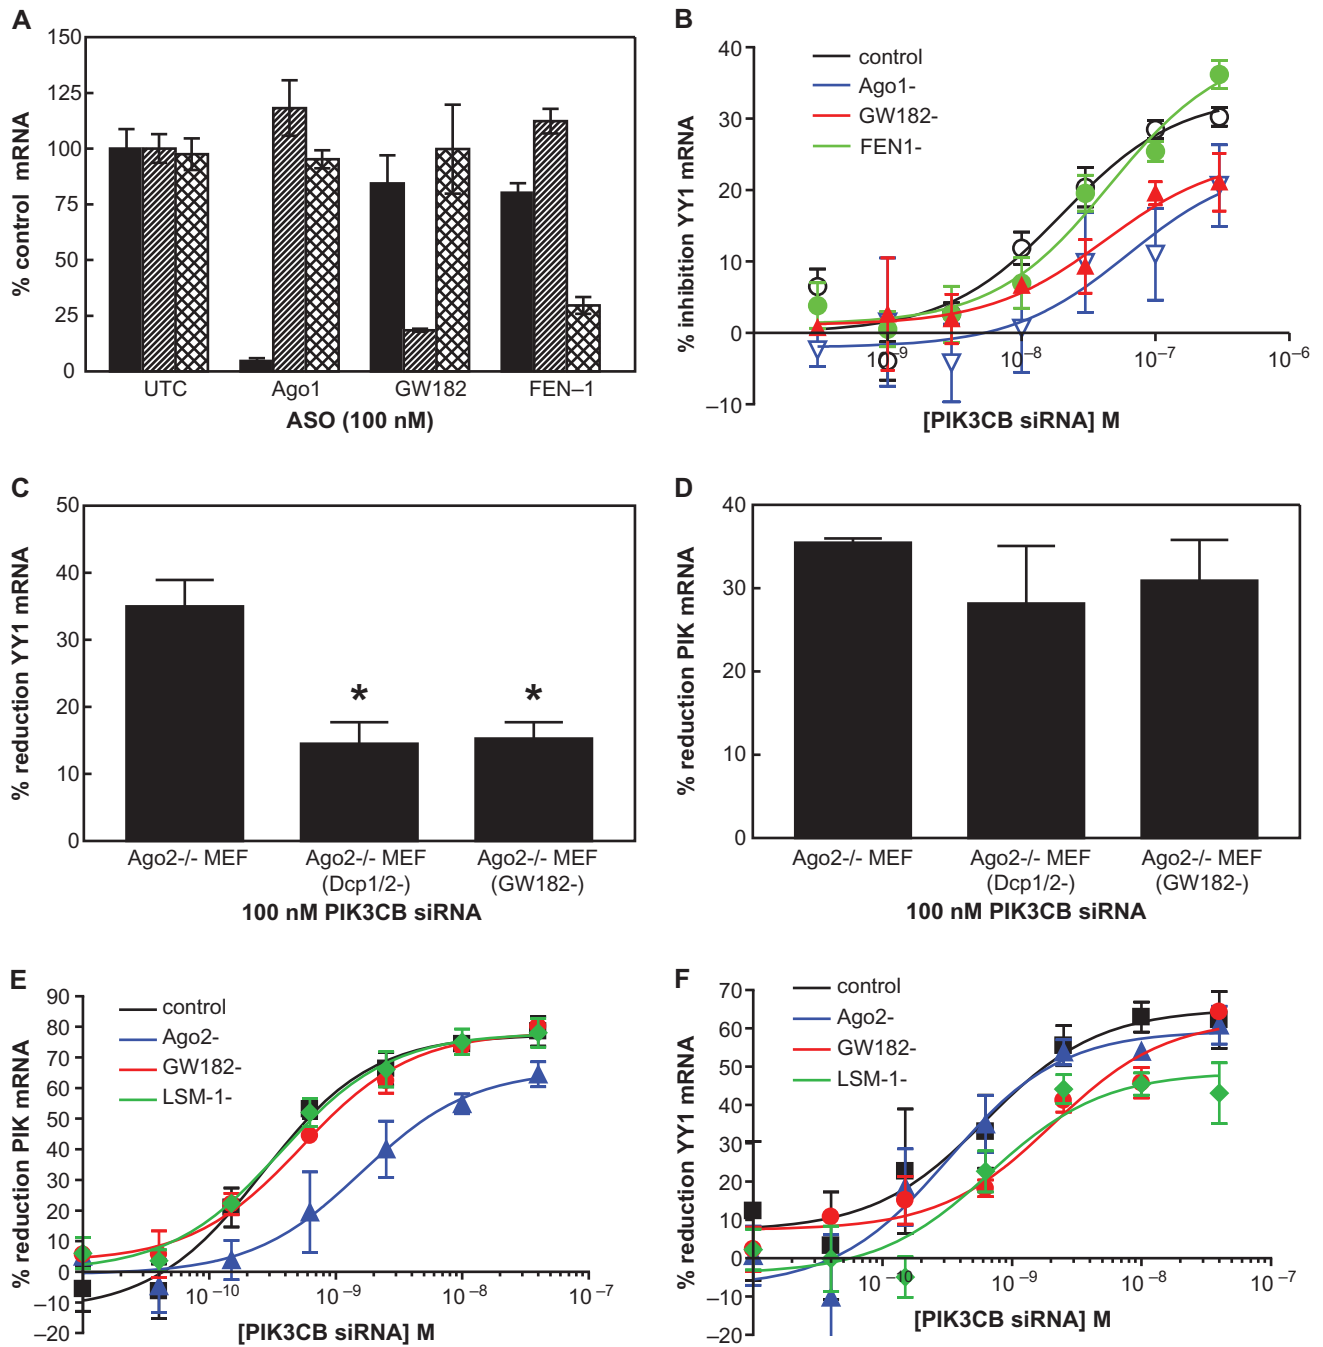 A
% control mRNA
150
125
100
75
50
25
0
UTC Ago1 GW182 FEN–1
ASO (100 nM)
B
% inhibition YY1 mRNA
40
30
20
10
0
–10
control
Ago1-
GW182-
FEN1-
10–9 10–8 10–7 10–6
[PIK3CB siRNA] M
C
% reduction YY1 mRNA
50
40
30
20
10
0
*
*
Ago2-/- MEF Ago2-/- MEF Ago2-/- MEF
(Dcp1/2-) (GW182-)
100 nM PIK3CB siRNA
D
% reduction PIK mRNA
40
30
20
10
0
Ago2-/- MEF Ago2-/- MEF Ago2-/- MEF
(Dcp1/2-) (GW182-)
100 nM PIK3CB siRNA
E
% reduction PIK mRNA
90
80
70
60
50
40
30
20
10
0
–10
–20
control
Ago2-
GW182-
LSM-1-
10–10 10–9 10–8 10–7
[PIK3CB siRNA] M
F
% reduction YY1 mRNA
70
60
50
40
30
20
10
0
–10
–20
control
Ago2-
GW182-
LSM-1-
10–10 10–9 10–8 10–7
[PIK3CB siRNA] M